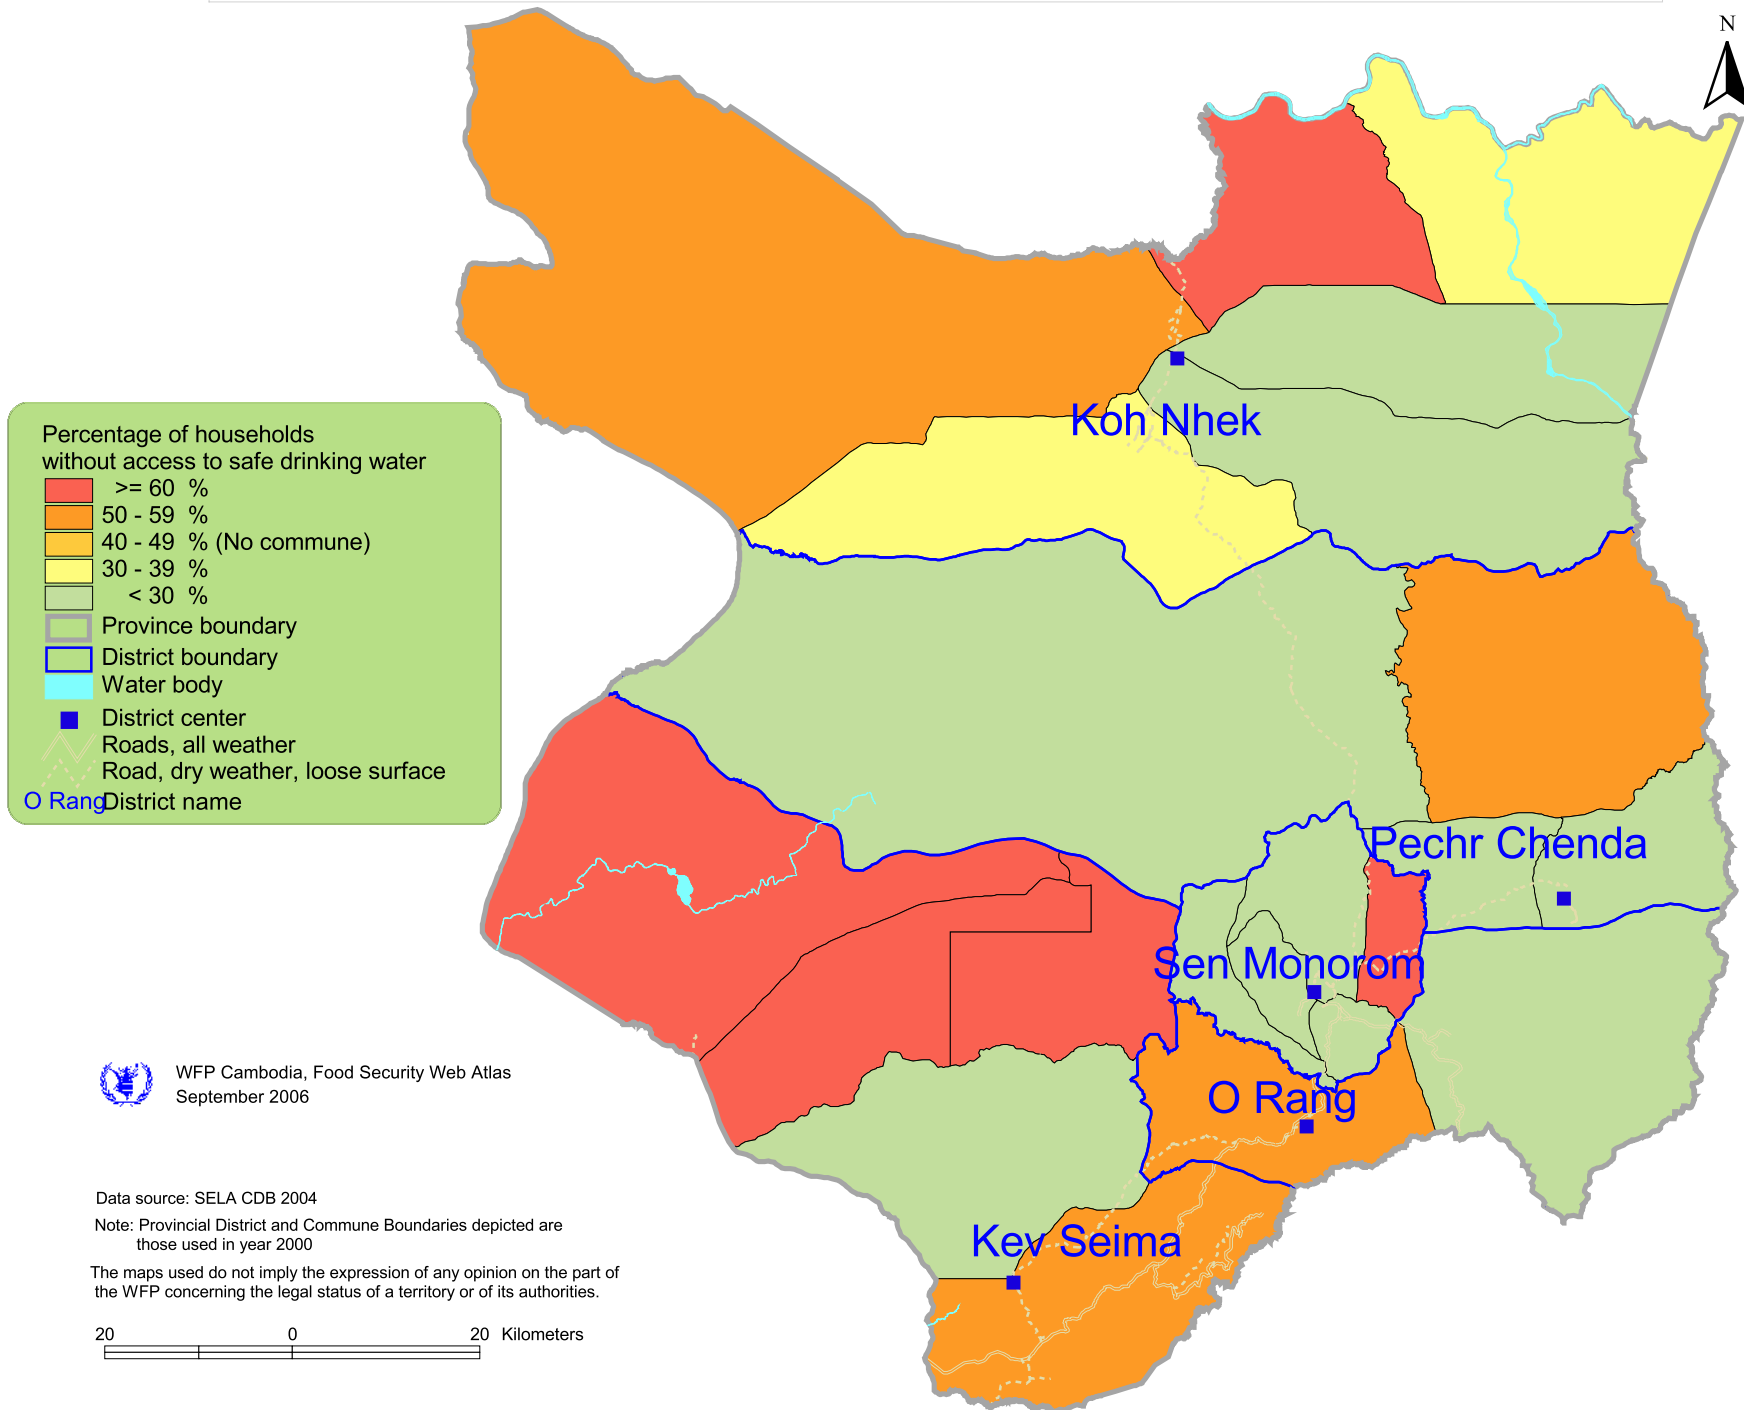 N
Koh Nhek
Percentage of households
without access to safe drinking water
>= 60 %
50 - 59 %
40 - 49 % (No commune)
30 - 39 %
< 30 %
Province boundary
District boundary
Water body
District center
Roads, all weather
Road, dry weather, loose surface
O Rang District name
Pechr Chenda
Sen Monorom
O Rang
Kev Seima
WFP Cambodia, Food Security Web Atlas
September 2006
Data source: SELA CDB 2004
Note: Provincial District and Commune Boundaries depicted are
those used in year 2000
The maps used do not imply the expression of any opinion on the part of
the WFP concerning the legal status of a territory or of its authorities.
20 0 20 Kilometers